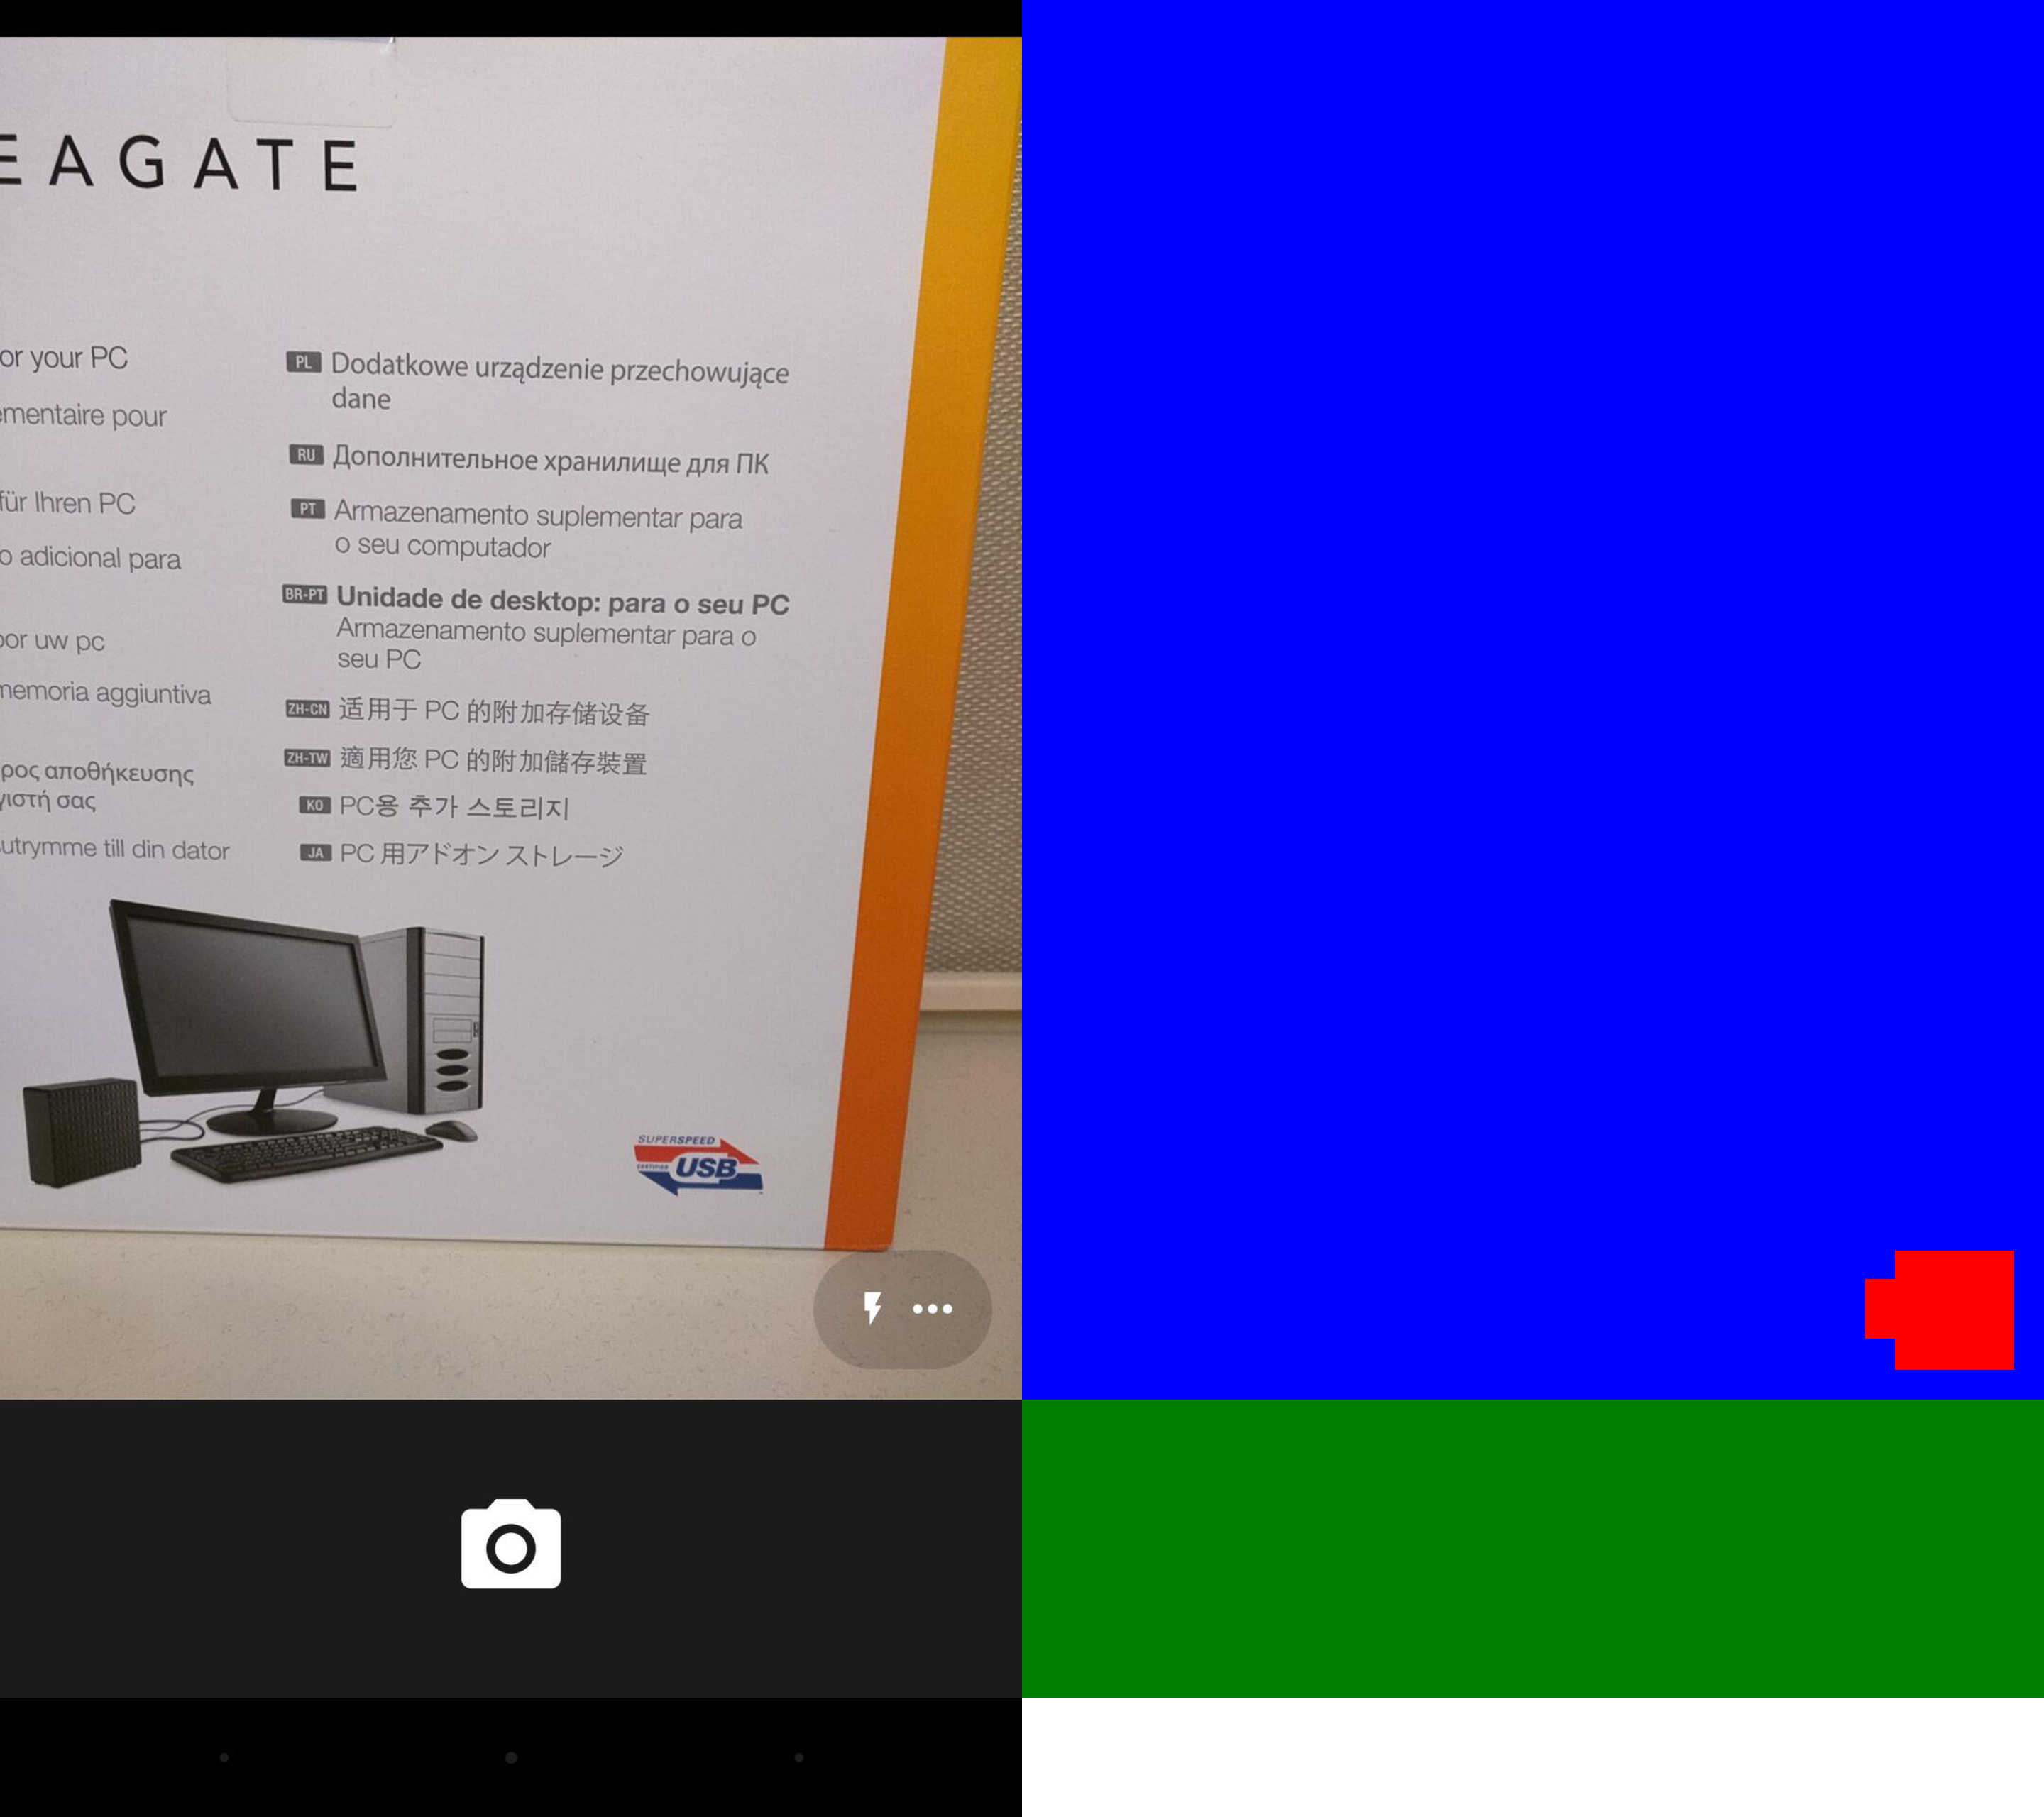 EAGATE
or your PC
ementaire pour
für Ihren PC
o adicional para
oor uw pc
memoria aggiuntiva
ρος αποθήκευσης
γιστή σας
utrymme till din dator
PL Dodatkowe urządzenie przechowujące
dane
RU Дополнительное хранилище для ПК
PT Armazenamento suplementar para
o seu computador
BR-PT Unidade de desktop: para o seu PC
Armazenamento suplementar para o
seu PC
ZH-CN 适用于 PC 的附加存储设备
ZH-TW 適用您 PC 的附加儲存裝置
KO PC용 추가 스토리지
JA PC 用アドオン ストレージ
SUPERSPEED
CERTIFIED USB